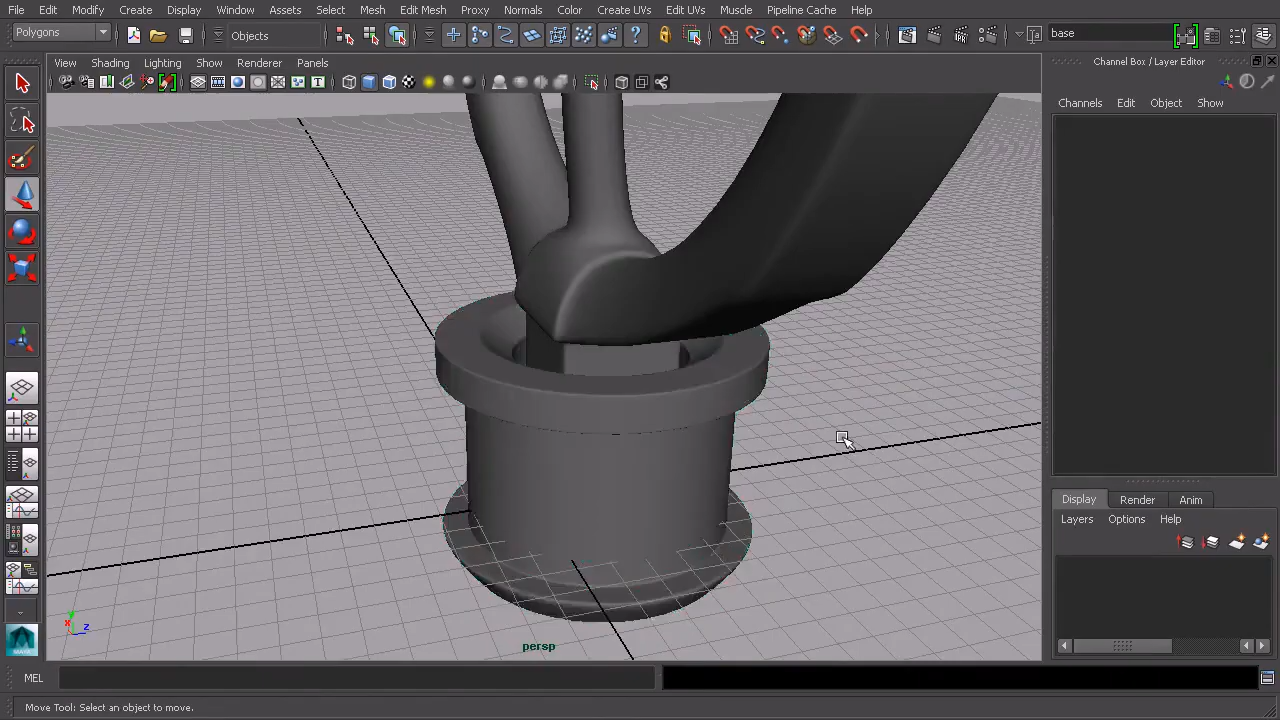 File Edit Modify Create Display Window Assets Select Mesh Edit Mesh Proxy Normals Color Create UVs Edit UVs Muscle Pipeline Cache Help
Polygons Objects base
View Shading Lighting Show Renderer Panels
Channel Box / Layer Editor
Channels Edit Object Show
Display Render Anim
Layers Options Help
y
x
z
persp
MEL
Move Tool: Select an object to move.